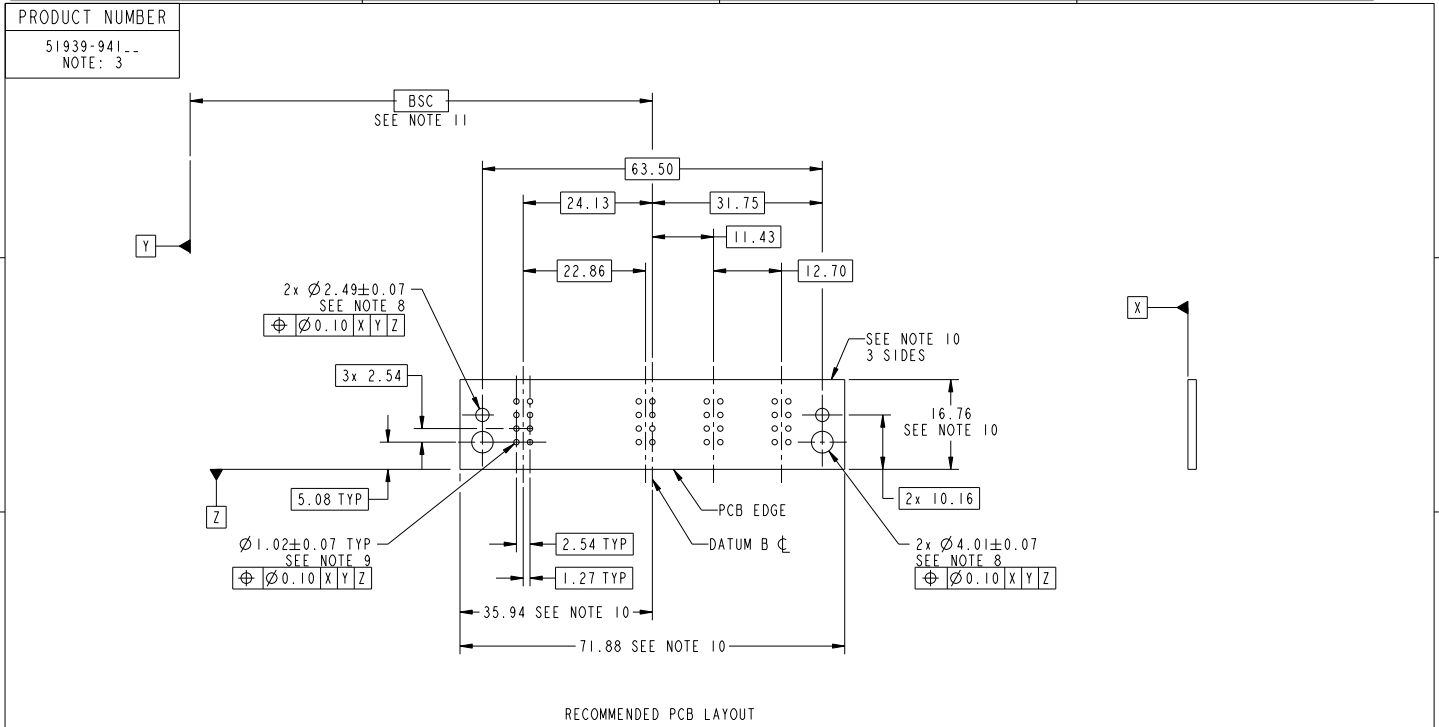 PRODUCT NUMBER
51939-941__
NOTE: 3
BSC
SEE NOTE 11
63.50
24.13
31.75
11.43
22.86
12.70
Y
X
2x Ø2.49±0.07
SEE NOTE 8
⌖ Ø0.10 X Y Z
SEE NOTE 10
3 SIDES
3x 2.54
16.76
SEE NOTE 10
5.08 TYP
2x 10.16
Z
PCB EDGE
Ø1.02±0.07 TYP
SEE NOTE 9
⌖ Ø0.10 X Y Z
2.54 TYP
DATUM B ℄
2x Ø4.01±0.07
SEE NOTE 8
⌖ Ø0.10 X Y Z
1.27 TYP
35.94 SEE NOTE 10
71.88 SEE NOTE 10
RECOMMENDED PCB LAYOUT